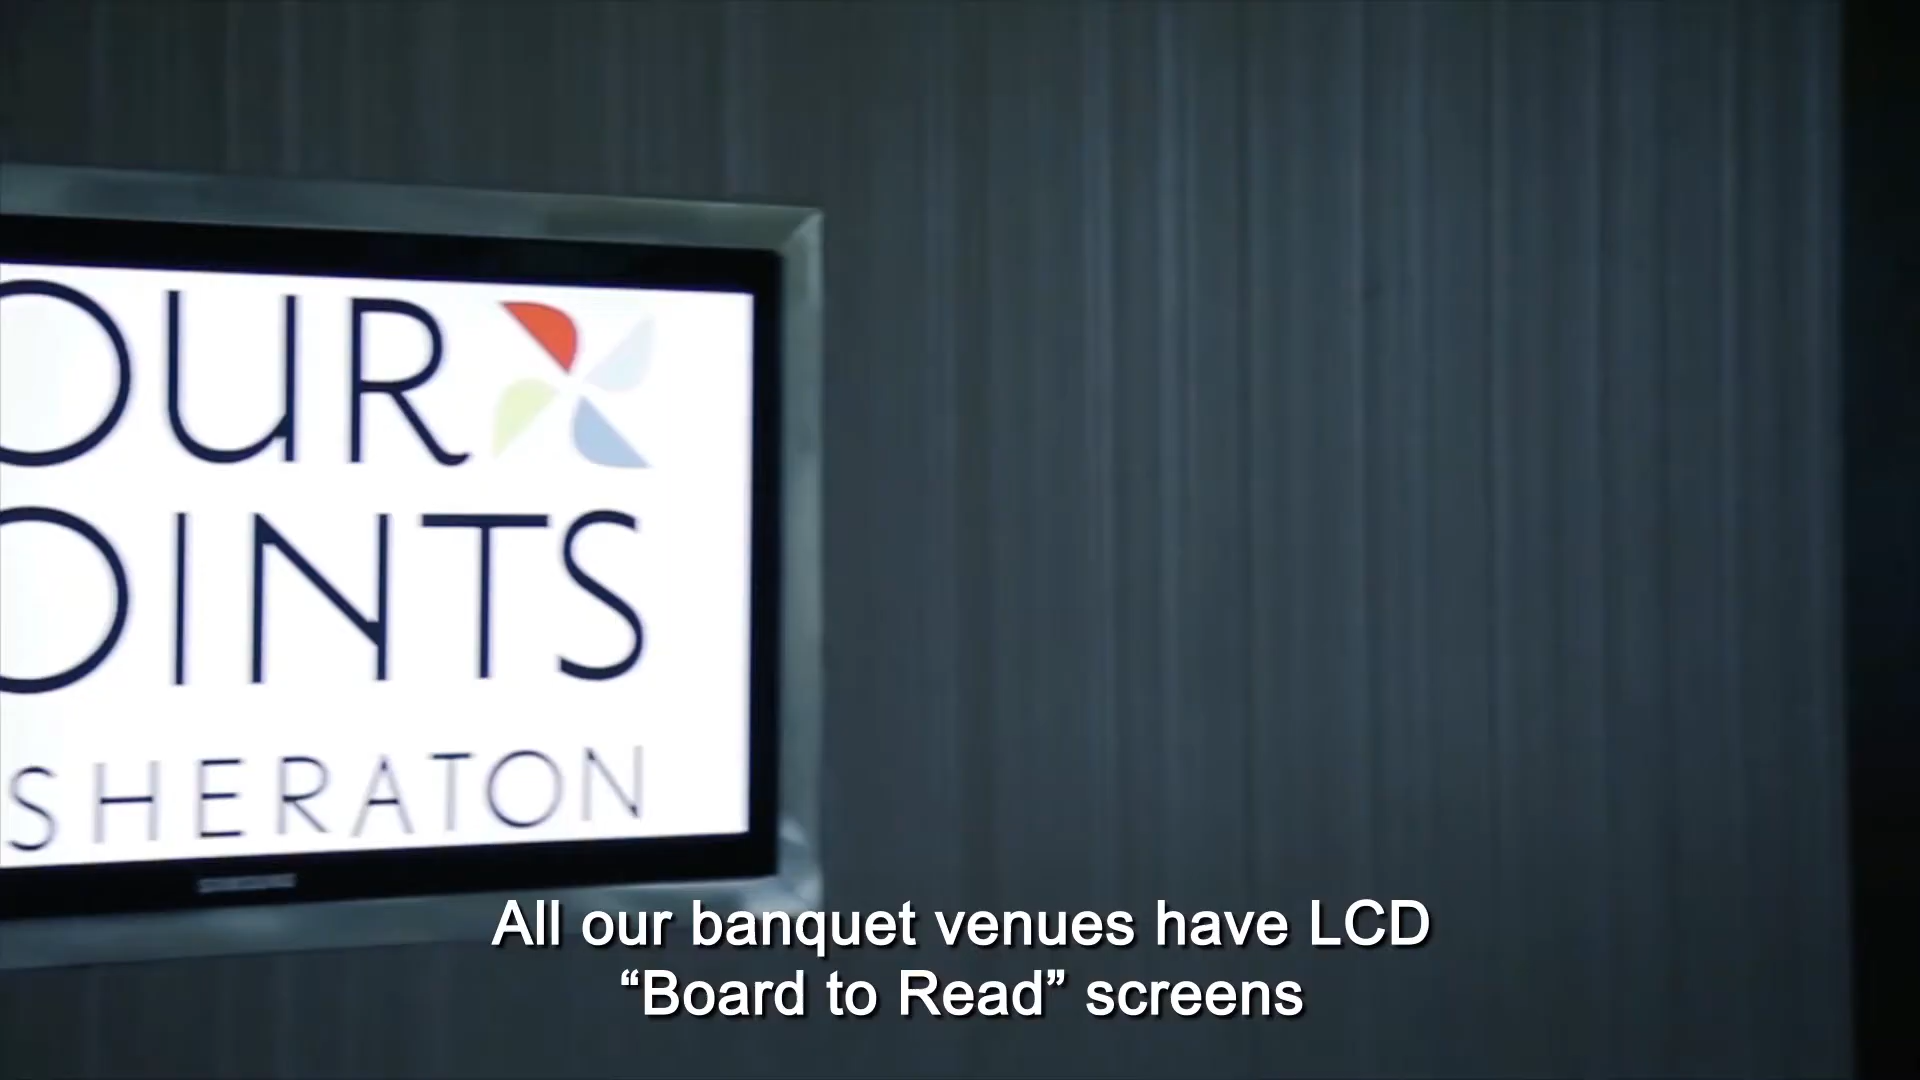 OUR
OINTS
SHERATON
All our banquet venues have LCD
“Board to Read” screens